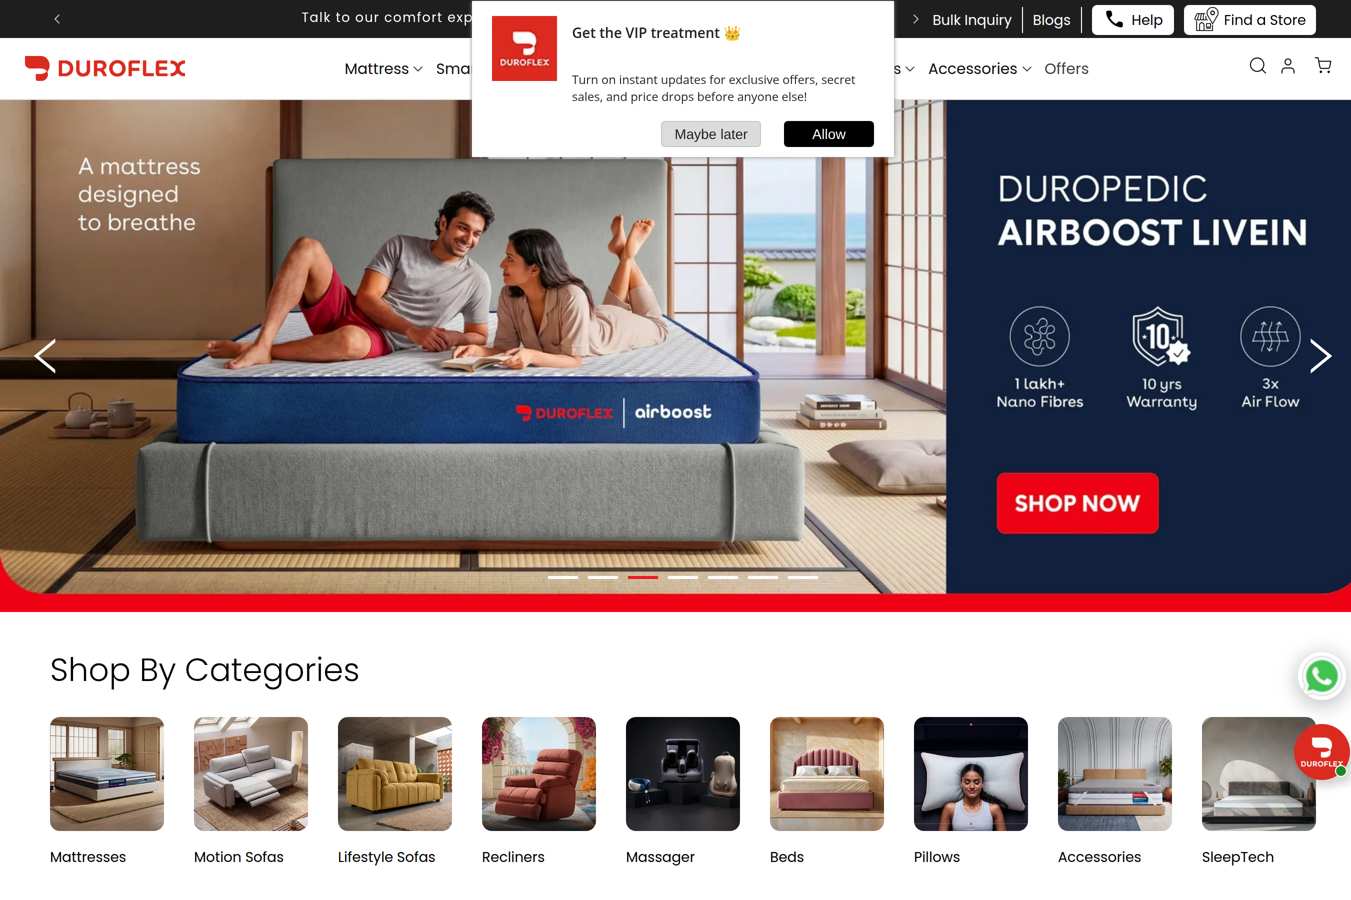 Talk to our comfort exp
Bulk Inquiry
Blogs
Help
Find a Store
DUROFLEX
Get the VIP treatment 👑
Turn on instant updates for exclusive offers, secret
sales, and price drops before anyone else!
Maybe later
Allow
DUROFLEX
Mattress
Accessories
Offers
A mattress
designed
to breathe
DUROFLEX airboost
DUROPEDIC
AIRBOOST LIVEIN
1 lakh+
Nano Fibres
10
10 yrs
Warranty
3x
Air Flow
SHOP NOW
Shop By Categories
Mattresses
Motion Sofas
Lifestyle Sofas
Recliners
Massager
Beds
Pillows
Accessories
SleepTech
DUROFLEX